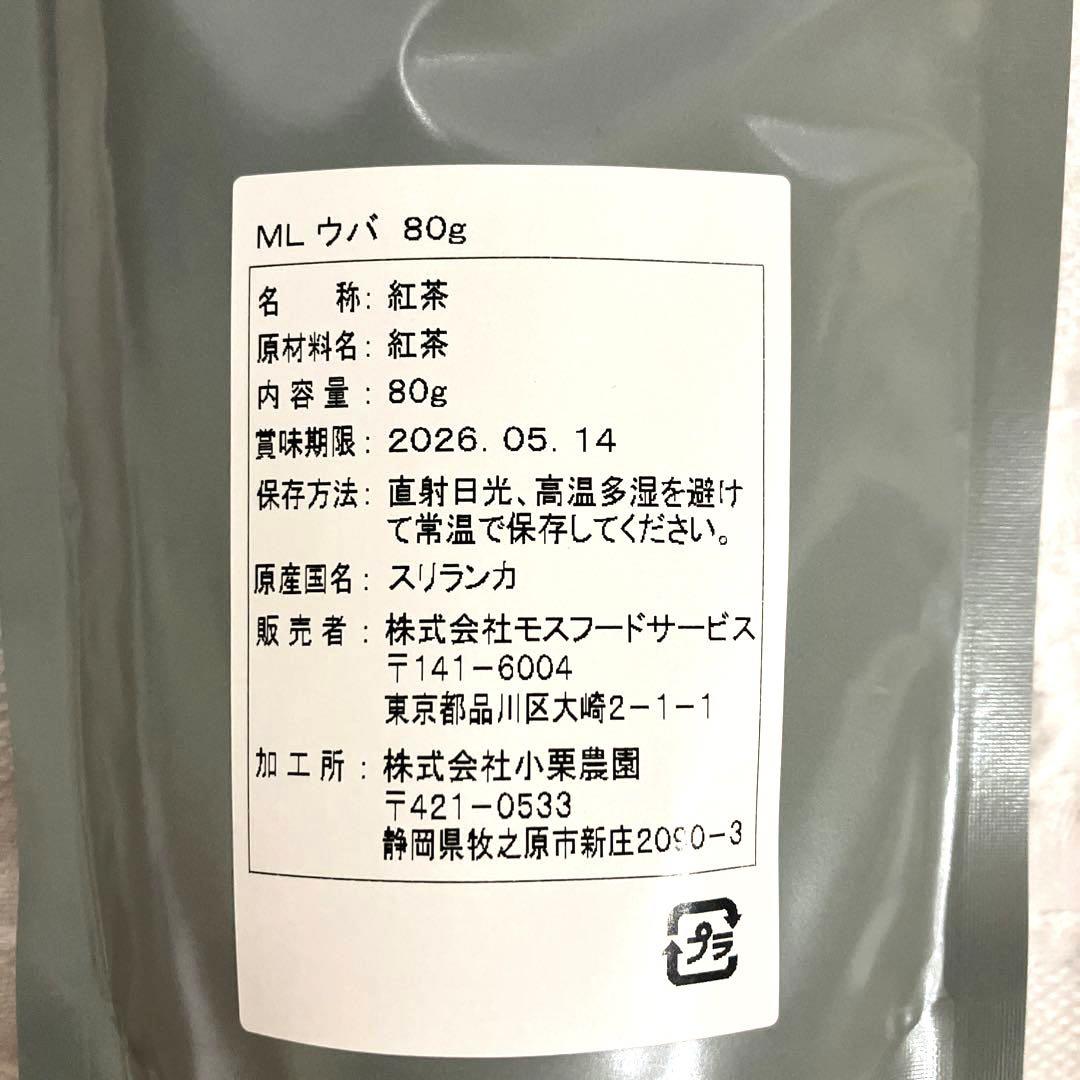 ML ウバ 80g
名 称: 紅茶
原材料名: 紅茶
内容量: 80g
賞味期限: 2026.05.14
保存方法: 直射日光、高温多湿を避け
て常温で保存してください。
原産国名: スリランカ
販売者: 株式会社モスフードサービス
〒141-6004
東京都品川区大崎2-1-1
加工所: 株式会社小栗農園
〒421-0533
静岡県牧之原市新庄2090-3
プラ